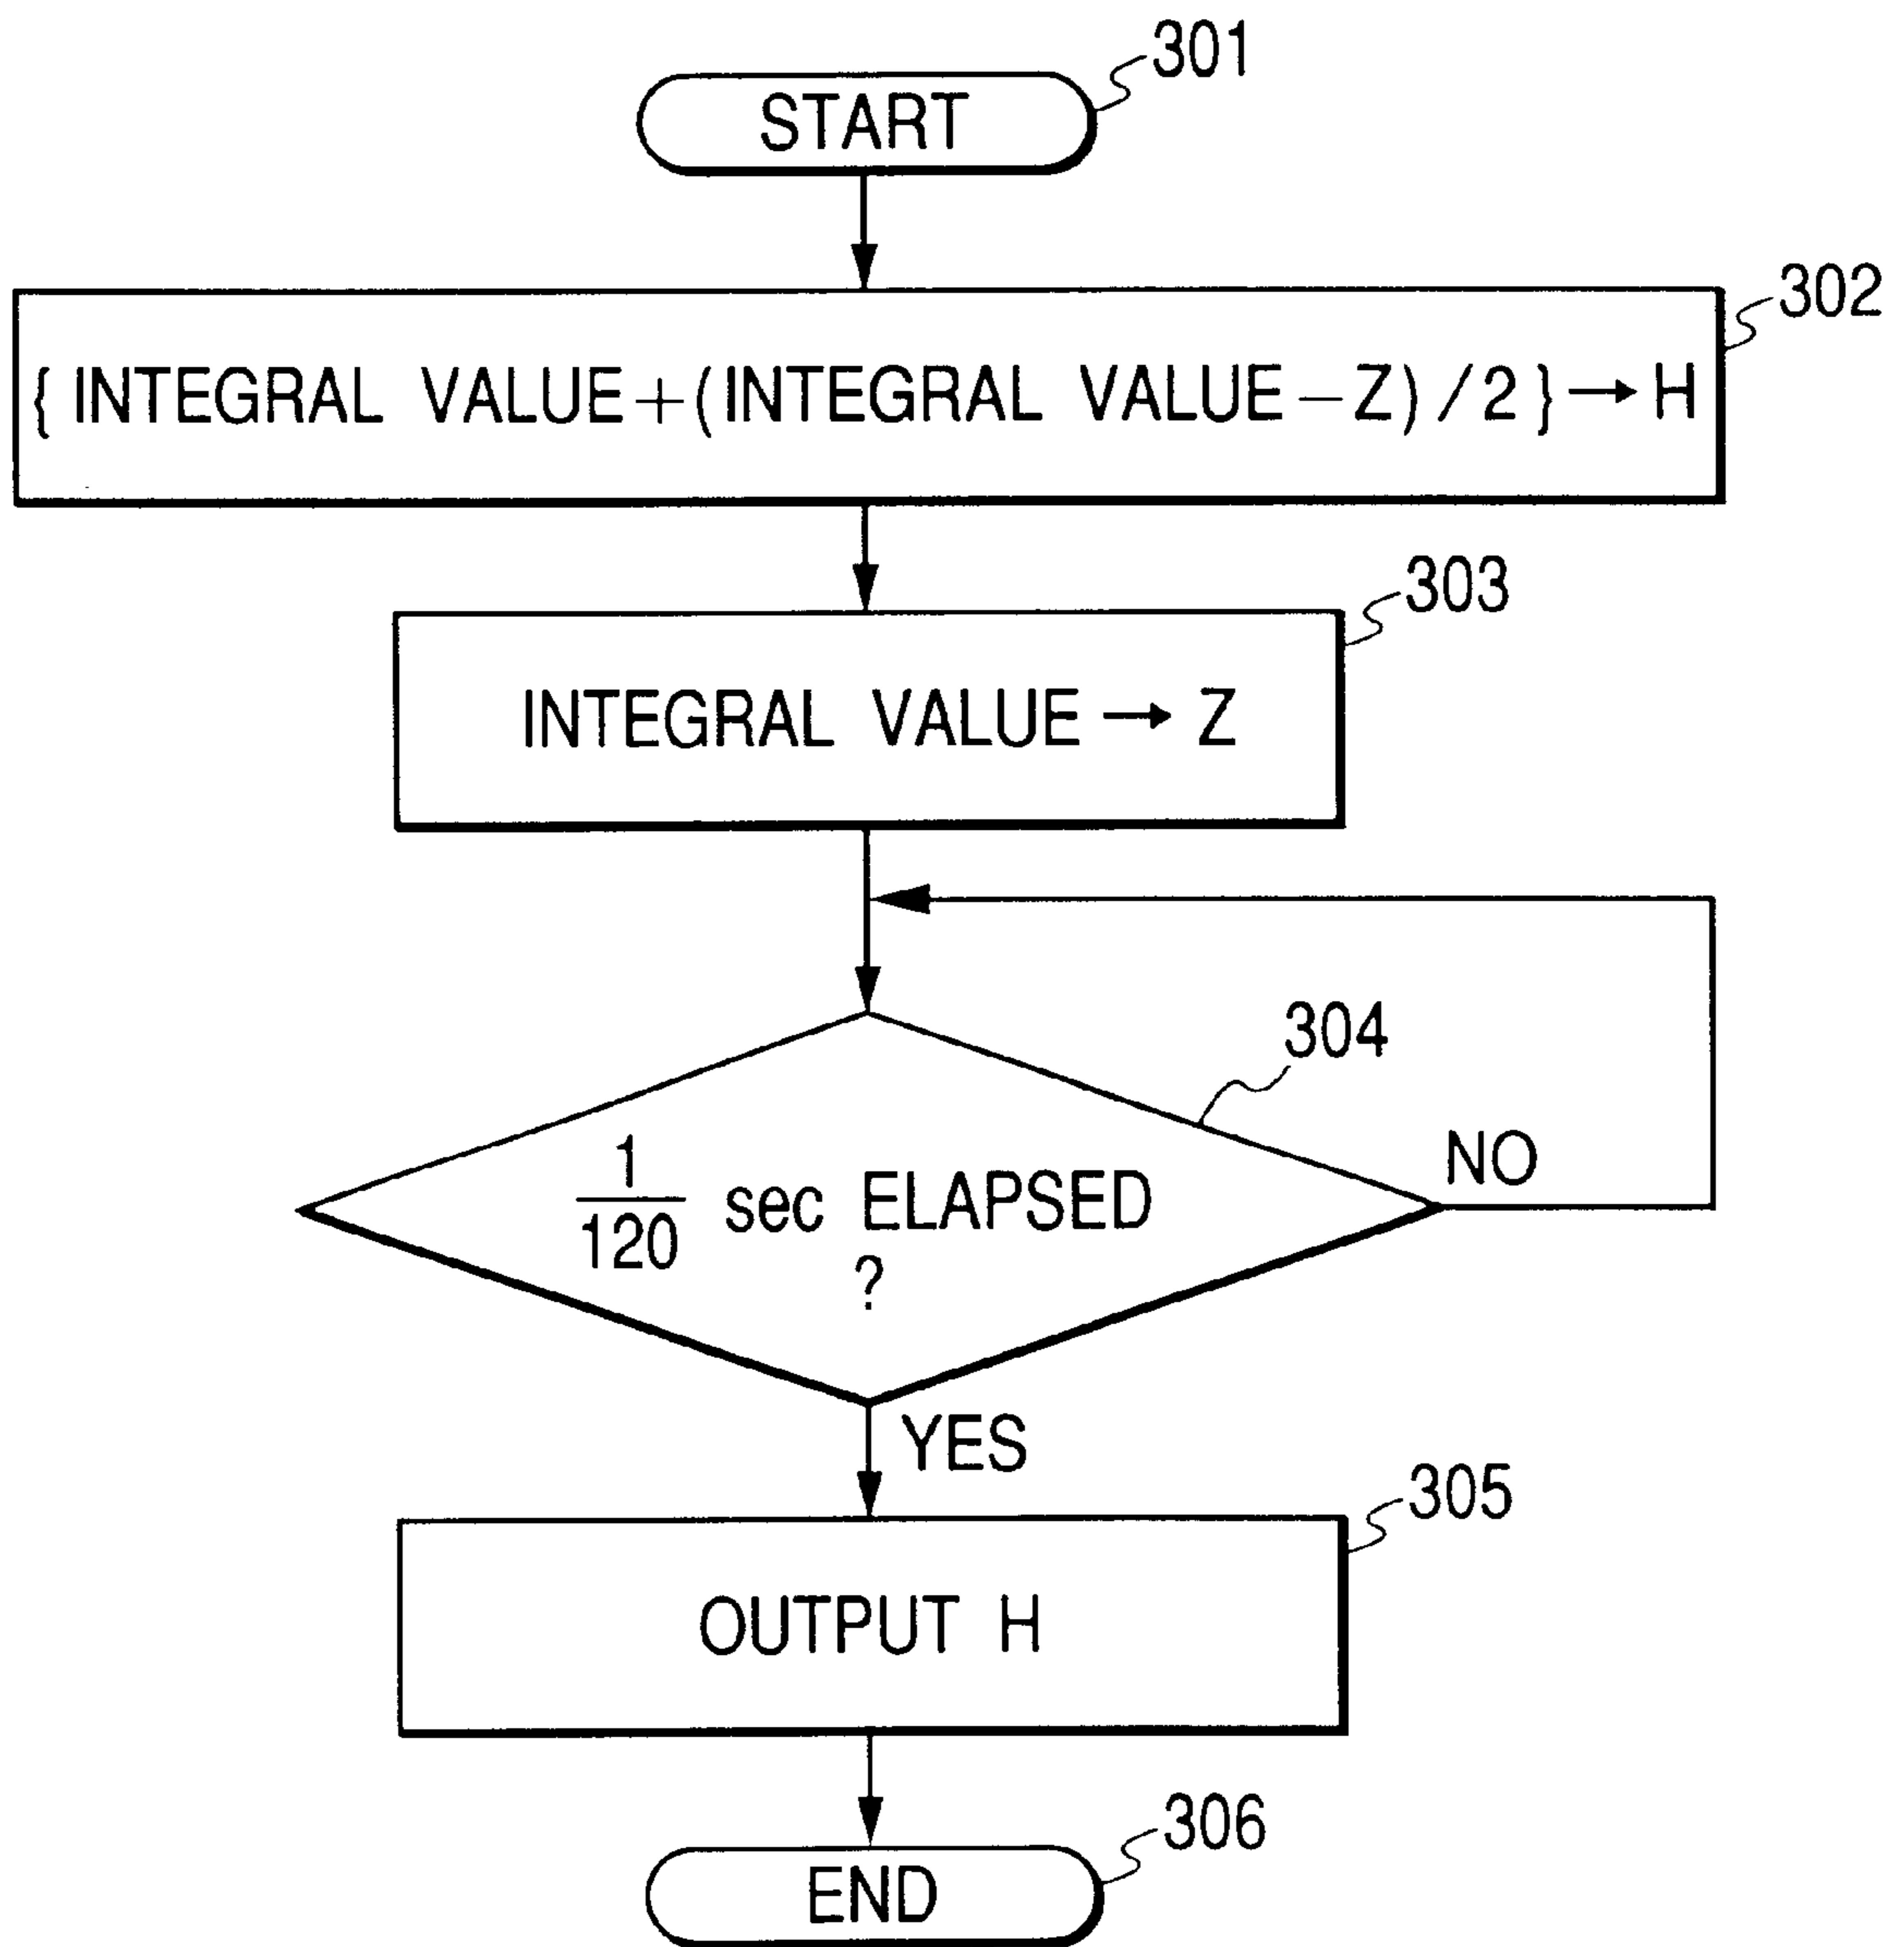 301
START
302
{ INTEGRAL VALUE+(INTEGRAL VALUE−Z)/2 }→H
303
INTEGRAL VALUE → Z
304
NO
1
120
sec ELAPSED
?
YES
305
OUTPUT H
306
END